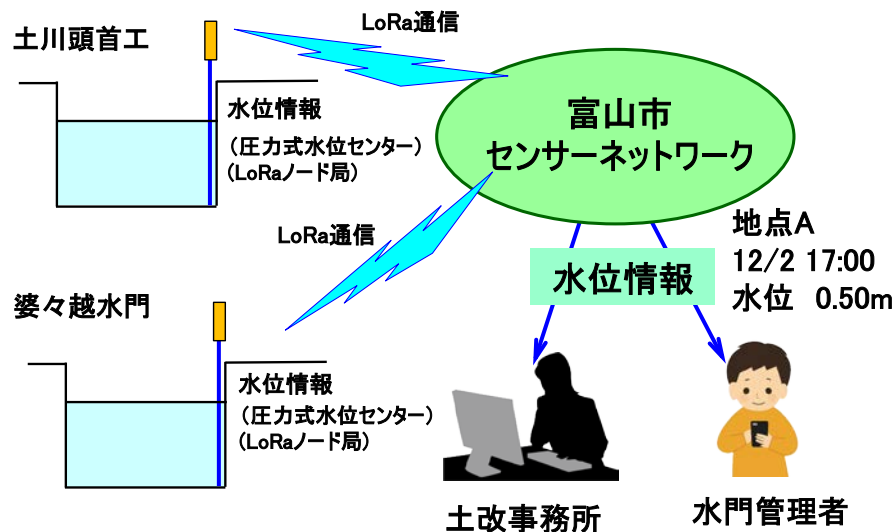 土川頭首工
LoRa通信
水位情報
（圧力式水位センター）
(LoRaノード局)
富山市
センサーネットワーク
LoRa通信
地点A
12/2 17:00
水位 0.50m
水位情報
婆々越水門
水位情報
（圧力式水位センター）
(LoRaノード局)
土改事務所
水門管理者